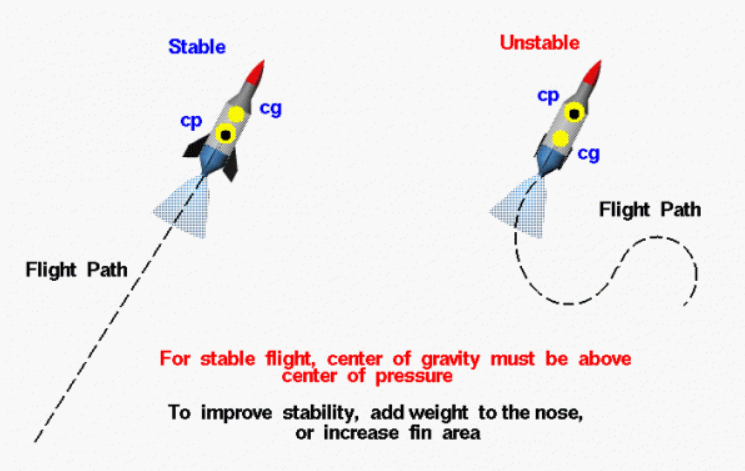 Stable
Unstable
cg
cp
cp
cg
Flight Path
Flight Path
For stable flight, center of gravity must be above
center of pressure
To improve stability, add weight to the nose,
or increase fin area